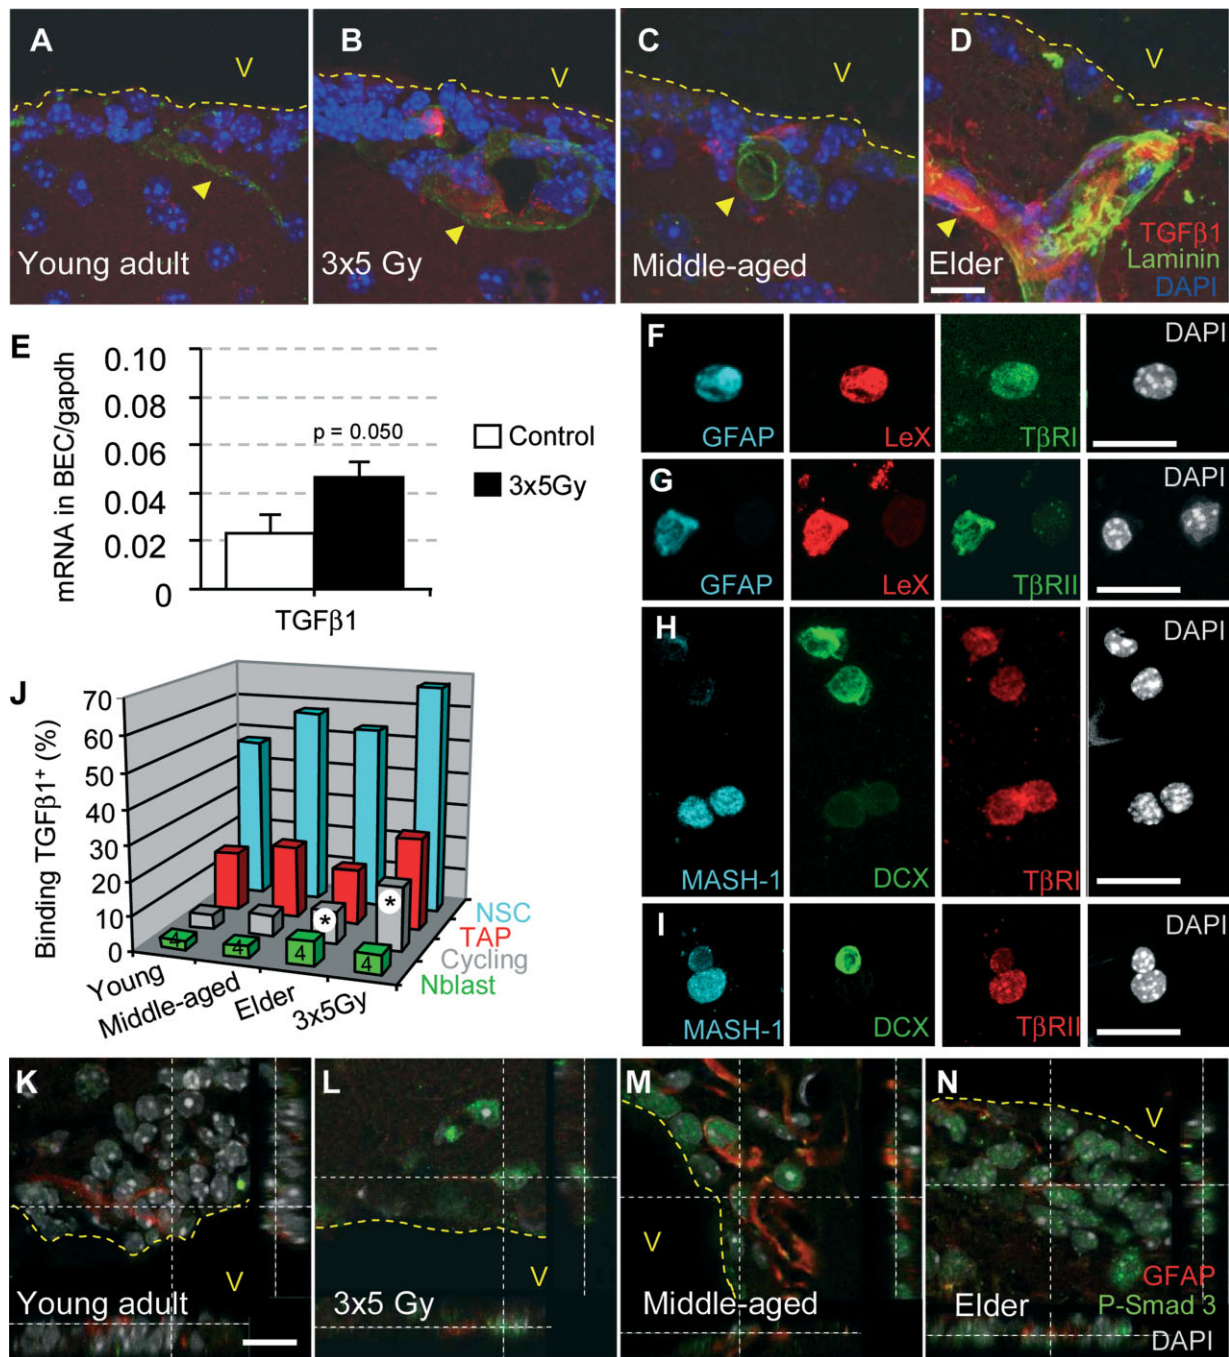 A
V
Young adult
B
V
3x5 Gy
C
V
Middle-aged
D
V
TGFβ1
Elder Laminin
DAPI
E
mRNA in BEC/gapdh
0.10
0.08
0.06
0.04
0.02
0
p = 0.050
TGFβ1
Control
3x5Gy
F
GFAP
LeX
TβRI
DAPI
G
GFAP
LeX
TβRII
DAPI
H
MASH-1
DCX
TβRI
DAPI
I
MASH-1
DCX
TβRII
DAPI
J
Binding TGFβ1⁺ (%)
70
60
50
40
30
20
10
0
4
4
4
4
*
*
Young
Middle-aged
Elder
3x5Gy
NSC
TAP
Cycling
Nblast
K
V
Young adult
L
V
3x5 Gy
M
V
Middle-aged
N
V
GFAP
Elder P-Smad 3
DAPI